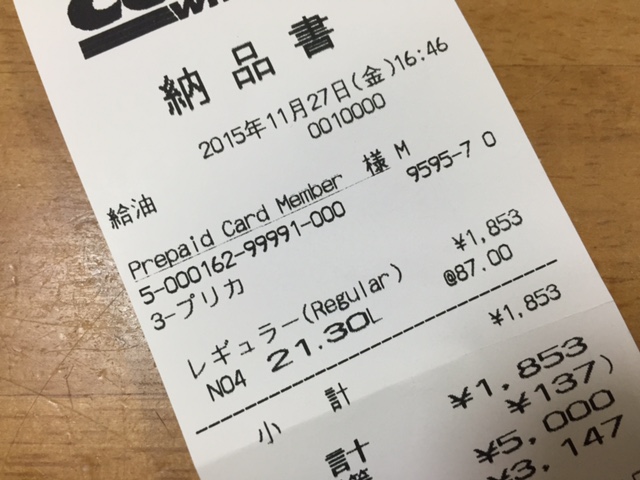 納品書
2015年11月27日(金)16:46
0010000
給油
Prepaid Card Member 様 M
5-000162-99991-000 9595-7 0
3-プリカ
レギュラー(Regular) ¥1,853
NO4 21.30L @87.00
小 計 ¥1,853
計 ¥1,853
¥137)
¥5,000
¥3,147